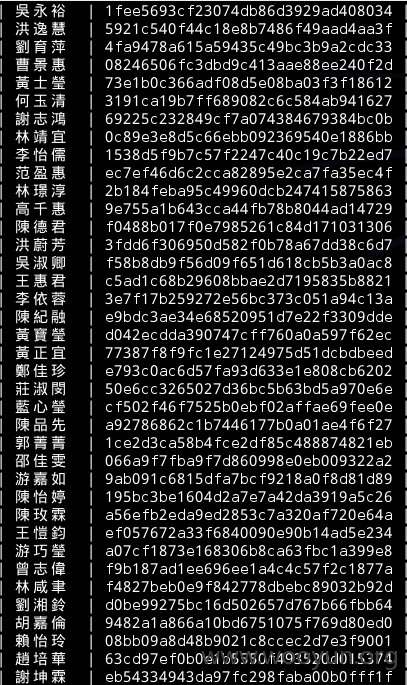 吳永裕 | 1fee5693cf23074db86d3929ad408034
洪逸慧 | 5921c540f44c18e8b7486f49aad4aa3f
劉育萍 | 4fa9478a615a59435c49bc3b9a2cdc33
曹景惠 | 08246506fc3dbd9c413aae88ee240f2d
黃士瑩 | 73e1b0c366adf08d5e08ba03f3f18612
何玉清 | 3191ca19b7ff689082c6c584ab941627
謝志鴻 | 69225c232849cf7a074384679384bc0b
林靖宜 | 0c89e3e8d5c66ebb092369540e1886bb
李怡儒 | 1538d5f9b7c57f2247c40c19c7b22ed7
范盈惠 | ec7ef46d6c2cca82895e2ca7fa35ec4f
林璟淳 | 2b184feba95c49960dcb247415875863
高千惠 | 9e755a1b643cca44fb78b8044ad14729
陳德君 | f0488b017f0e7985261c84d171031306
洪蔚芳 | 3fdd6f306950d582f0b78a67dd38c6d7
吳淑卿 | f58b8db9f56d09f651d618cb5b3a0ac8
王惠君 | c5ad1c68b29608bbae2d7195835b8821
李依蓉 | 3e7f17b259272e56bc373c051a94c13a
陳紀融 | e9bdc3ae34e68520951d7e22f3309dde
黃寶瑩 | d042ecdda390747cff760a0a597f62ec
黃正宜 | 77387f8f9fc1e27124975d51dcbdbeed
鄭佳珍 | e793c0ac6d57fa93d633e1e808cb6202
莊淑閔 | 50e6cc3265027d36bc5b63bd5a970e6e
藍心瑩 | cf502f46f7525b0ebf02affae69fee0e
陳品先 | a92786862c1b7446177b0a01ae4f6f27
郭菁菁 | 1ce2d3ca58b4fce2df85c488874821eb
邵佳雯 | 066a9f7fba9f7d860998e0eb009322a2
游嘉如 | 9ab091c6815dfa7bcf9218a0f8d81d89
陳怡婷 | 195bc3be1604d2a7e7a42da3919a5c26
陳玫霖 | a56efb2eda9ed2853c7a320af720e64a
王愷鈞 | ef057672a33f6840090e90b14ad5e234
游巧瑩 | a07cf1873e168306b8ca63fbc1a399e8
曾志偉 | f9b187ad1ee696ee1a4c4c57f2c1877a
林咸聿 | f4827beb0e9f842778dbebc89032b92d
劉湘鈴 | d0be99275bc16d502657d767b66fbb64
胡嘉倫 | 9482a1a866a10bd6751075f769d80ed0
賴怡玲 | 08bb09a8d48b9021c8ccec2d7e3f9001
趙培華 | 63cd97ef0b0e
謝坤霖 | eb54334943da97fc298faba00b0fff1f
www.wooyun.org